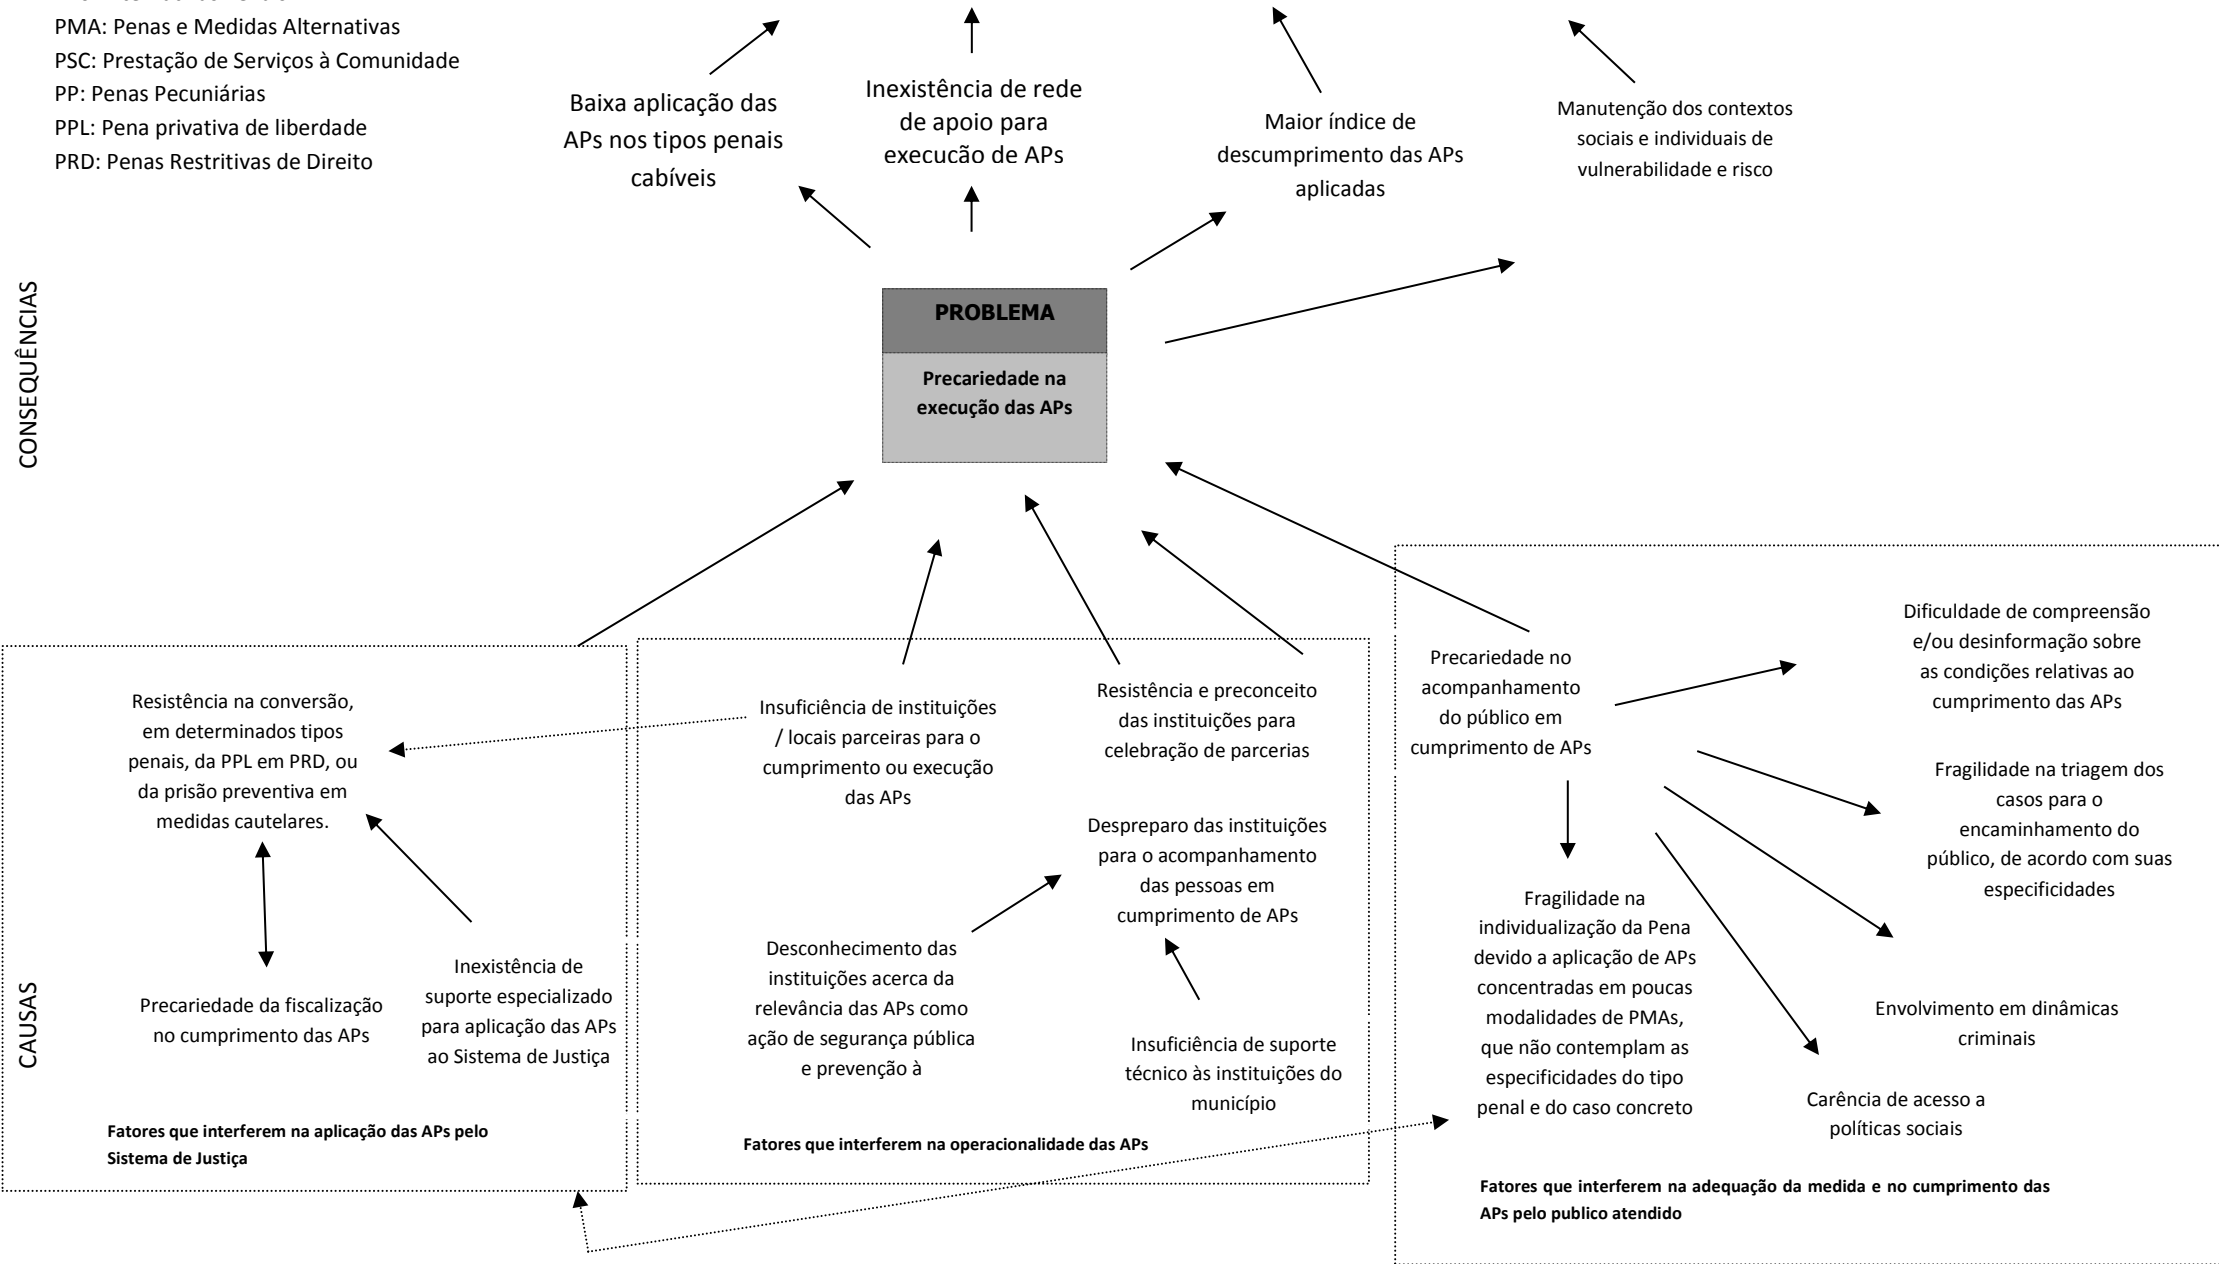 PMA: Penas e Medidas Alternativas
PSC: Prestação de Serviços à Comunidade
PP: Penas Pecuniárias
PPL: Pena privativa de liberdade
PRD: Penas Restritivas de Direito
Baixa aplicação das
APs nos tipos penais
cabíveis
Inexistência de rede
de apoio para
execução de APs
Maior índice de
descumprimento das APs
aplicadas
Manutenção dos contextos
sociais e individuais de
vulnerabilidade e risco
CONSEQUÊNCIAS
PROBLEMA
Precariedade na
execução das APs
CAUSAS
Resistência na conversão,
em determinados tipos
penais, da PPL em PRD, ou
da prisão preventiva em
medidas cautelares.
Precariedade da fiscalização
no cumprimento das APs
Inexistência de
suporte especializado
para aplicação das APs
ao Sistema de Justiça
Fatores que interferem na aplicação das APs pelo
Sistema de Justiça
Insuficiência de instituições
/ locais parceiras para o
cumprimento ou execução
das APs
Resistência e preconceito
das instituições para
celebração de parcerias
Despreparo das instituições
para o acompanhamento
das pessoas em
cumprimento de APs
Desconhecimento das
instituições acerca da
relevância das APs como
ação de segurança pública
e prevenção à
Insuficiência de suporte
técnico às instituições do
município
Fatores que interferem na operacionalidade das APs
Precariedade no
acompanhamento
do público em
cumprimento de APs
Dificuldade de compreensão
e/ou desinformação sobre
as condições relativas ao
cumprimento das APs
Fragilidade na triagem dos
casos para o
encaminhamento do
público, de acordo com suas
especificidades
Fragilidade na
individualização da Pena
devido a aplicação de APs
concentradas em poucas
modalidades de PMAs,
que não contemplam as
especificidades do tipo
penal e do caso concreto
Envolvimento em dinâmicas
criminais
Carência de acesso a
políticas sociais
Fatores que interferem na adequação da medida e no cumprimento das
APs pelo publico atendido